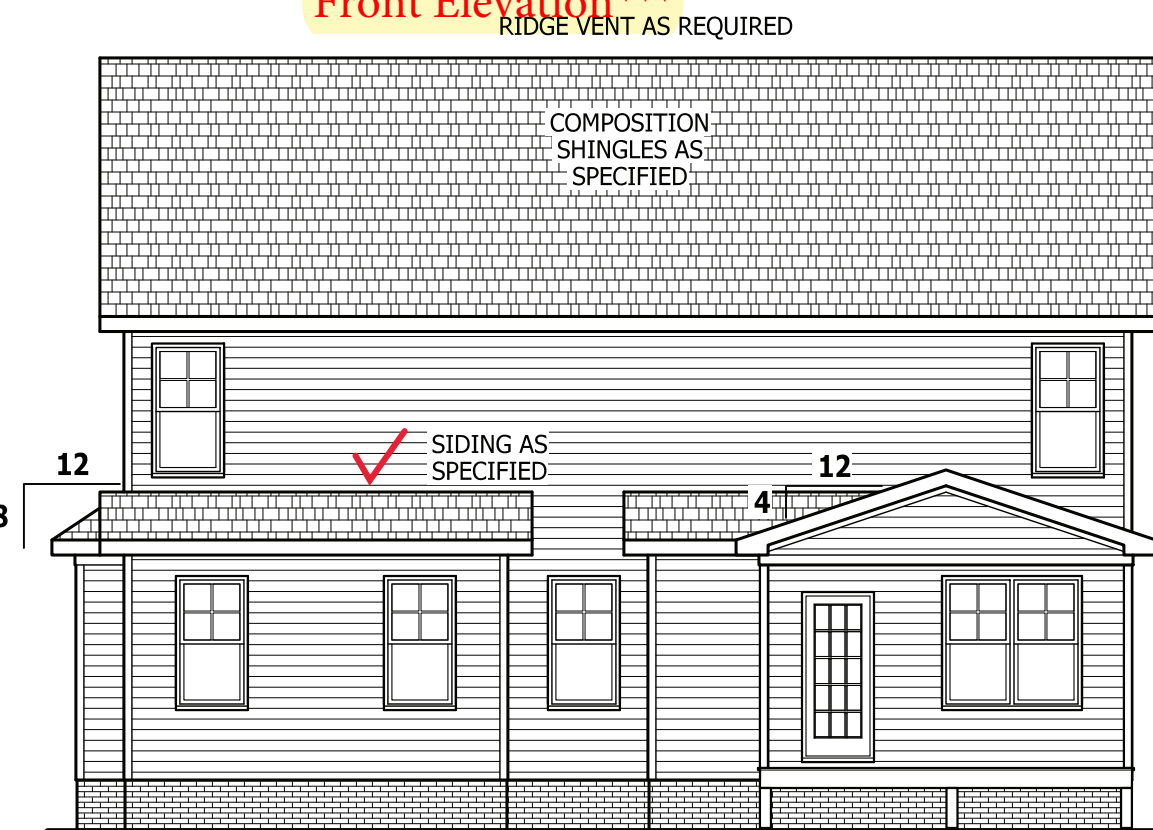 Front Elevation
RIDGE VENT AS REQUIRED
COMPOSITION
SHINGLES AS
SPECIFIED
SIDING AS
SPECIFIED
12
12
4